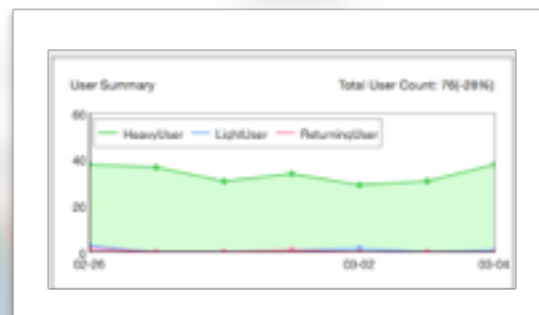 User Summary
Total User Count: 76(-28%)
60
HeavyUser
LightUser
ReturningUser
40
20
0
02-26
03-02
03-04